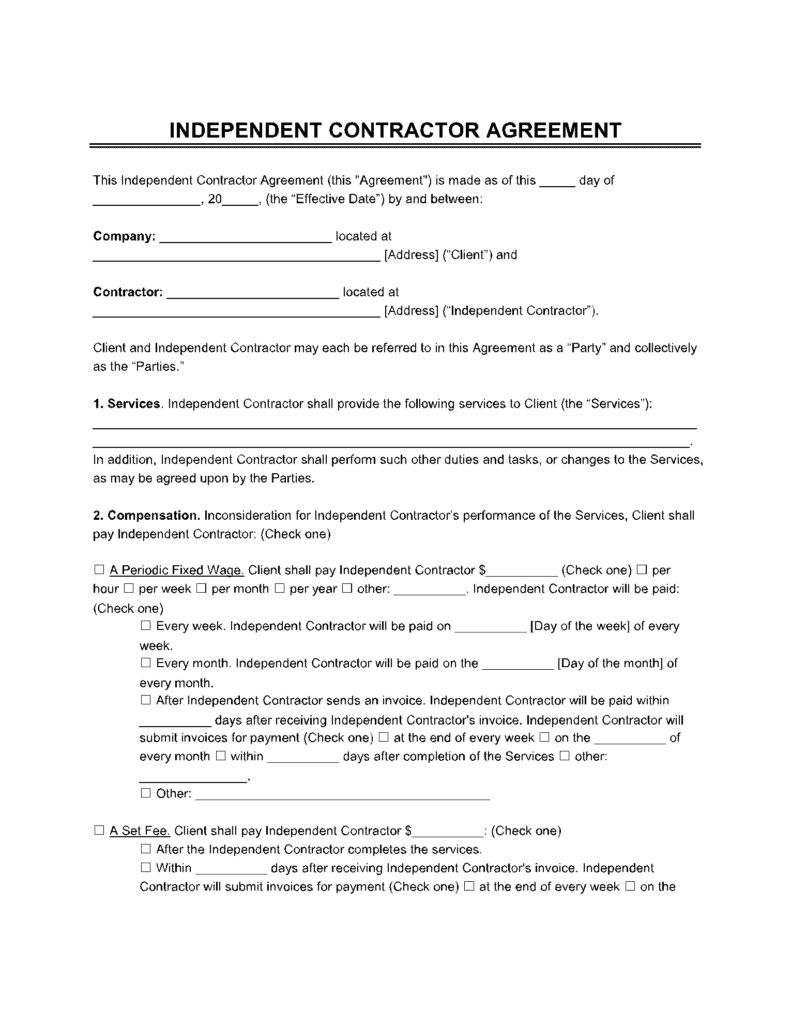 INDEPENDENT CONTRACTOR AGREEMENT
This Independent Contractor Agreement (this "Agreement") is made as of this _____ day of
_______________, 20_____, (the “Effective Date”) by and between:
Company: ________________________ located at
________________________________________ [Address] (“Client”) and
Contractor: ________________________ located at
________________________________________ [Address] (“Independent Contractor”).
Client and Independent Contractor may each be referred to in this Agreement as a “Party” and collectively
as the “Parties.”
1. Services. Independent Contractor shall provide the following services to Client (the “Services”):
_____________________________________________________________________________________
____________________________________________________________________________________.
In addition, Independent Contractor shall perform such other duties and tasks, or changes to the Services,
as may be agreed upon by the Parties.
2. Compensation. Inconsideration for Independent Contractor’s performance of the Services, Client shall
pay Independent Contractor: (Check one)
☐ A Periodic Fixed Wage. Client shall pay Independent Contractor $__________ (Check one) ☐ per
hour ☐ per week ☐ per month ☐ per year ☐ other: __________. Independent Contractor will be paid:
(Check one)
☐ Every week. Independent Contractor will be paid on __________ [Day of the week] of every
week.
☐ Every month. Independent Contractor will be paid on the __________ [Day of the month] of
every month.
☐ After Independent Contractor sends an invoice. Independent Contractor will be paid within
__________ days after receiving Independent Contractor's invoice. Independent Contractor will
submit invoices for payment (Check one) ☐ at the end of every week ☐ on the __________ of
every month ☐ within __________ days after completion of the Services ☐ other:
_______________.
☐ Other: _________________________________________
☐ A Set Fee. Client shall pay Independent Contractor $__________: (Check one)
☐ After the Independent Contractor completes the services.
☐ Within __________ days after receiving Independent Contractor's invoice. Independent
Contractor will submit invoices for payment (Check one) ☐ at the end of every week ☐ on the